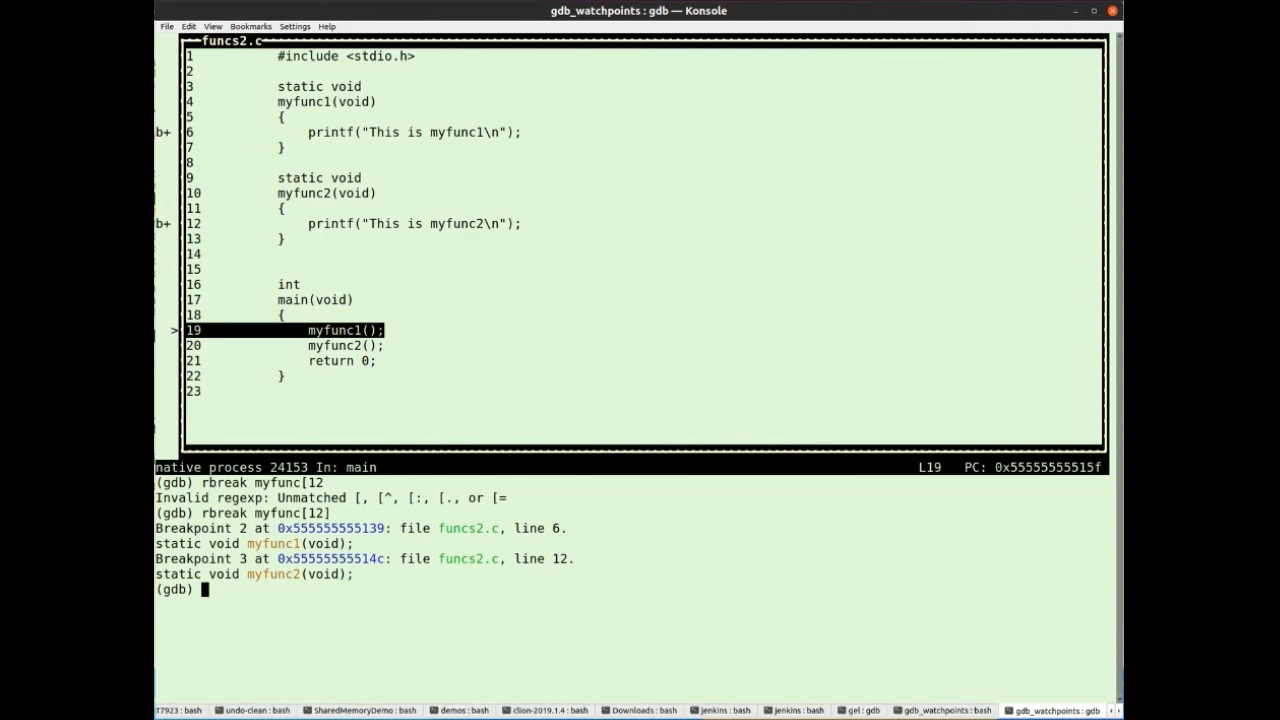 gdb_watchpoints : gdb — Konsole
File Edit View Bookmarks Settings Help
funcs2.c
1 #include <stdio.h>
2
3 static void
4 myfunc1(void)
5 {
b+ 6 printf("This is myfunc1\n");
7 }
8
9 static void
10 myfunc2(void)
11 {
b+ 12 printf("This is myfunc2\n");
13 }
14
15
16 int
17 main(void)
18 {
> 19 myfunc1();
20 myfunc2();
21 return 0;
22 }
23
native process 24153 In: main L19 PC: 0x55555555515f
(gdb) rbreak myfunc[12
Invalid regexp: Unmatched [, [^, [:, [., or [=
(gdb) rbreak myfunc[12]
Breakpoint 2 at 0x555555555139: file funcs2.c, line 6.
static void myfunc1(void);
Breakpoint 3 at 0x55555555514c: file funcs2.c, line 12.
static void myfunc2(void);
(gdb)
T7923 : bash undo-clean : bash SharedMemoryDemo : bash demos : bash clion-2019.1.4 : bash Downloads : bash jenkins : bash jenkins : bash gel : gdb gdb_watchpoints : bash gdb_watchpoints : gdb